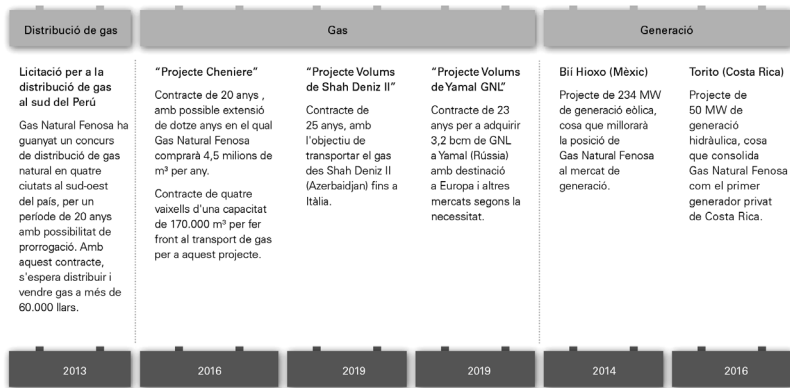 Distribució de gas
Gas
Generació
Licitació per a la
distribució de gas
al sud del Perú
Gas Natural Fenosa ha
guanyat un concurs
de distribució de gas
natural en quatre
ciutats al sud-oest
del país, per un
període de 20 anys
amb possibilitat de
prorrogació. Amb
aquest contracte,
s'espera distribuir i
vendre gas a més de
60.000 llars.
“Projecte Cheniere”
Contracte de 20 anys ,
amb possible extensió
de dotze anys en el qual
Gas Natural Fenosa
comprarà 4,5 milions de
m³ per any.
Contracte de quatre
vaixells d'una capacitat
de 170.000 m³ per fer
front al transport de gas
per a aquest projecte.
“Projecte Volums
de Shah Deniz II”
Contracte de
25 anys, amb
l'objectiu de
transportar el gas
des Shah Deniz II
(Azerbaidjan) fins a
Itàlia.
“Projecte Volums
de Yamal GNL”
Contracte de 23
anys per a adquirir
3,2 bcm de GNL
a Yamal (Rússia)
amb destinació
a Europa i altres
mercats segons la
necessitat.
Bií Hioxo (Mèxic)
Projecte de 234 MW
de generació eòlica,
cosa que millorarà
la posició de
Gas Natural Fenosa
al mercat de
generació.
Torito (Costa Rica)
Projecte de
50 MW de
generació
hidràulica, cosa
que consolida
Gas Natural Fenosa
com el primer
generador privat
de Costa Rica.
2013
2016
2019
2019
2014
2016